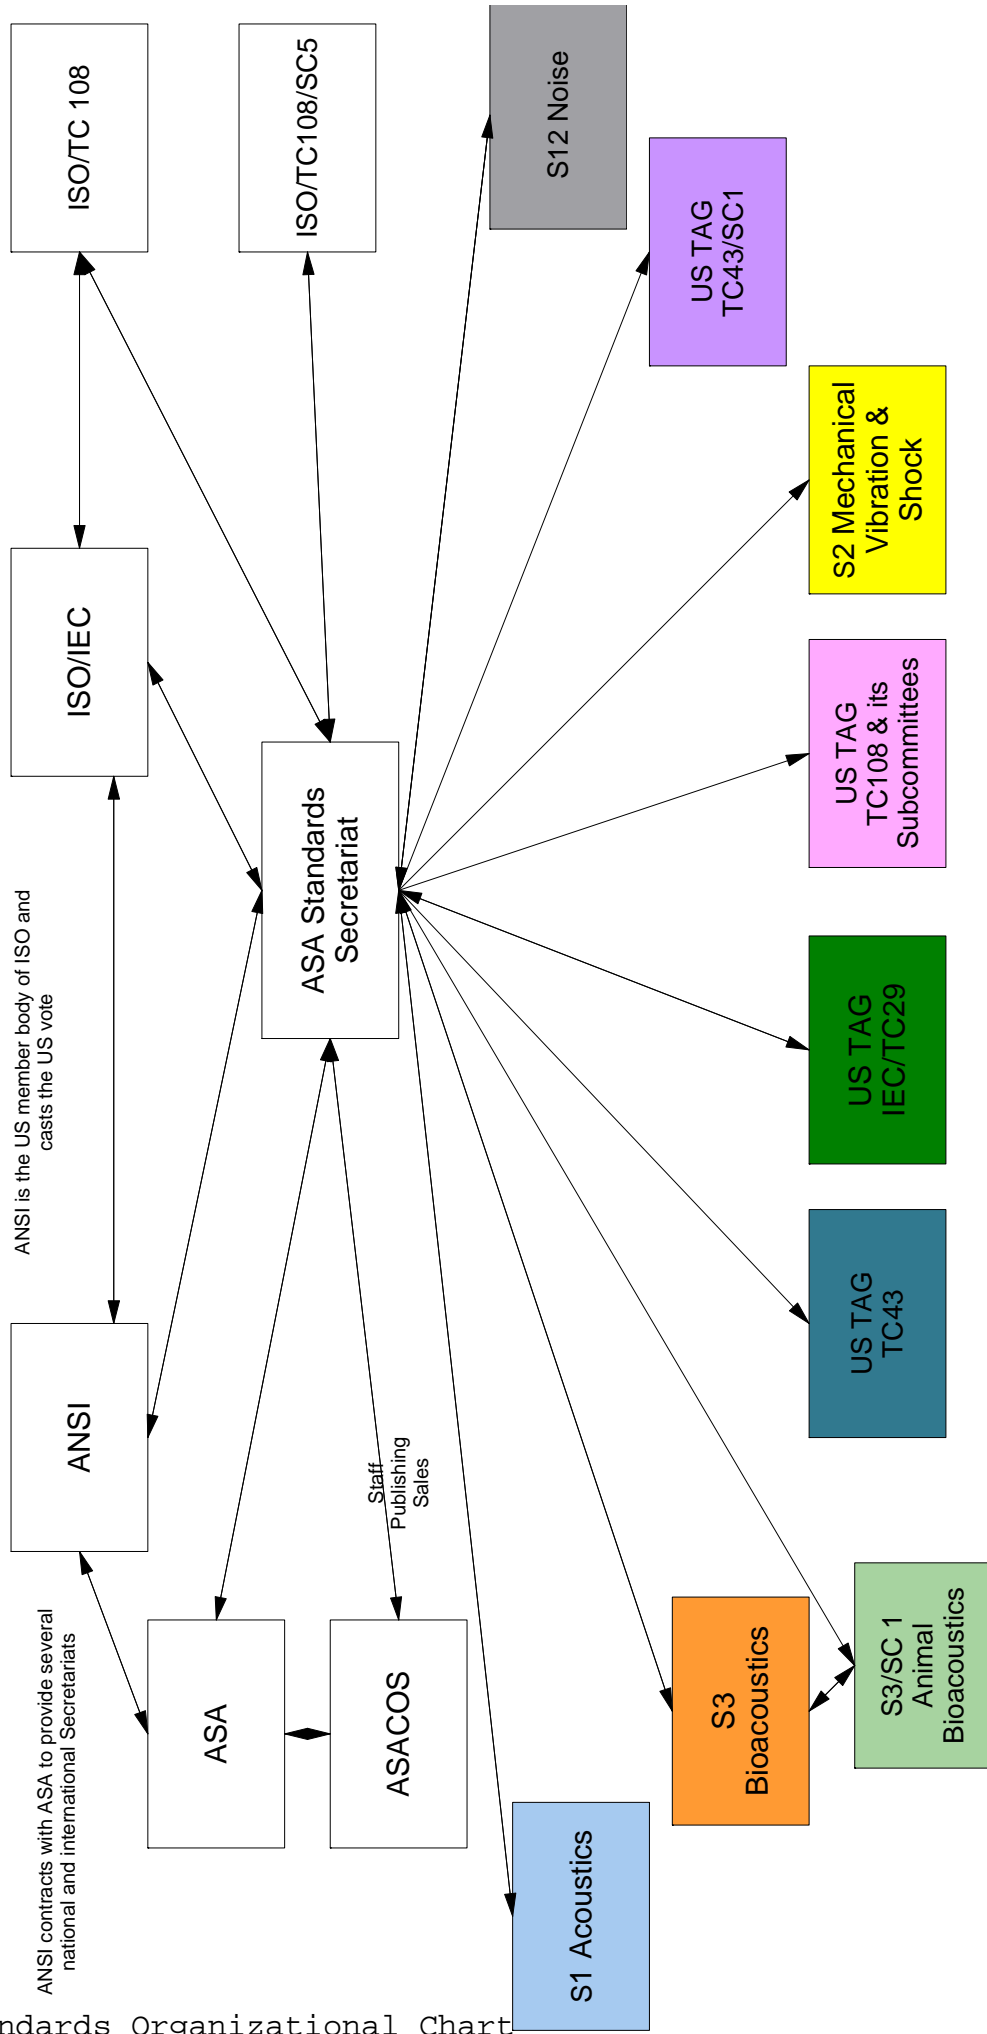 ANSI contracts with ASA to provide several
national and international Secretariats
ANSI is the US member body of ISO and
casts the US vote
ANSI
ISO/IEC
ISO/TC 108
ASA
ASACOS
Staff
Publishing
Sales
ASA Standards
Secretariat
ISO/TC108/SC5
S1 Acoustics
S3
Bioacoustics
S3/SC 1
Animal
Bioacoustics
US TAG
TC43
US TAG
IEC/TC29
US TAG
TC108 & its
Subcommittees
S2 Mechanical
Vibration &
Shock
US TAG
TC43/SC1
S12 Noise
ndards Organizational Chart